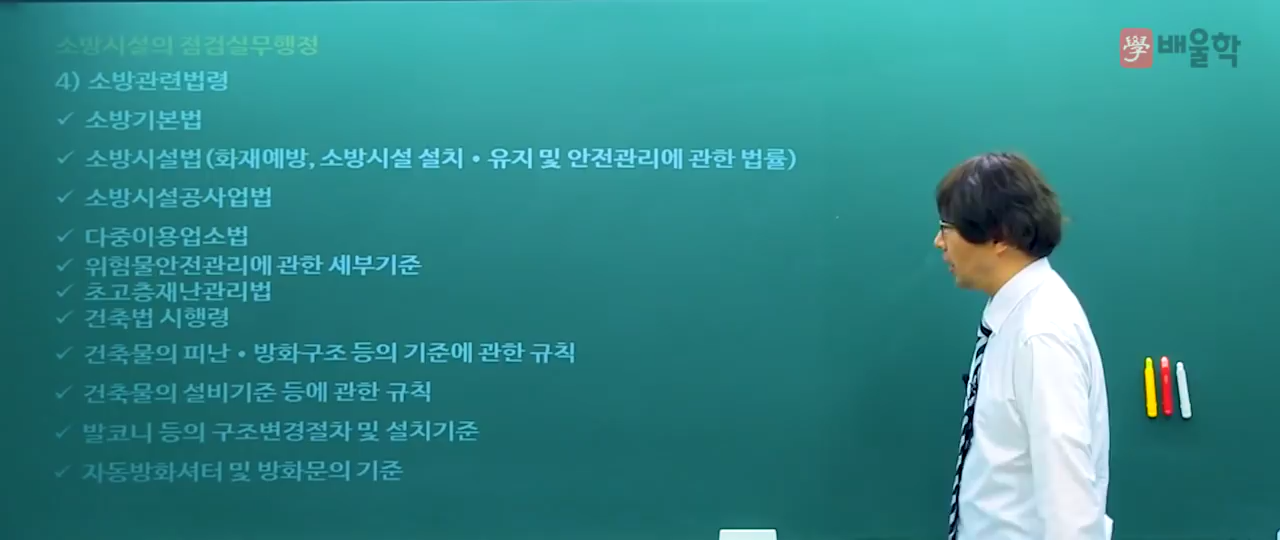 소방시설의 점검실무행정
學 배울학
4) 소방관련법령
✓ 소방기본법
✓ 소방시설법(화재예방, 소방시설 설치・유지 및 안전관리에 관한 법률)
✓ 소방시설공사업법
✓ 다중이용업소법
✓ 위험물안전관리에 관한 세부기준
✓ 초고층재난관리법
✓ 건축법 시행령
✓ 건축물의 피난・방화구조 등의 기준에 관한 규칙
✓ 건축물의 설비기준 등에 관한 규칙
✓ 발코니 등의 구조변경절차 및 설치기준
✓ 자동방화셔터 및 방화문의 기준